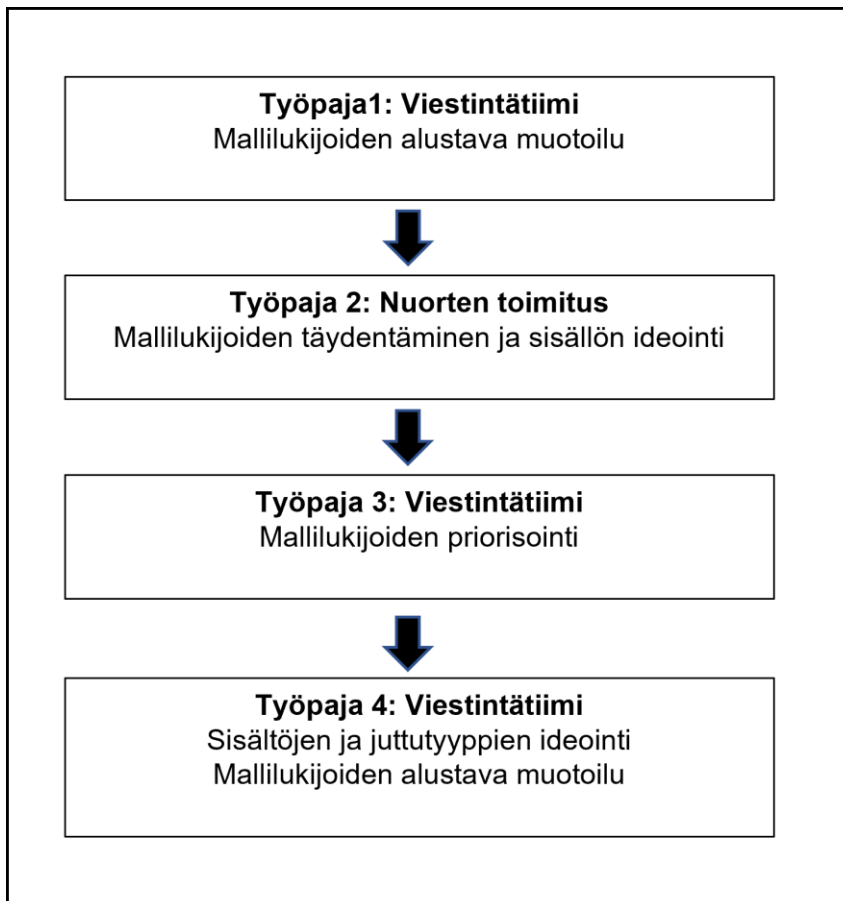 Työpaja1: Viestintätiimi
Mallilukijoiden alustava muotoilu
Työpaja 2: Nuorten toimitus
Mallilukijoiden täydentäminen ja sisällön ideointi
Työpaja 3: Viestintätiimi
Mallilukijoiden priorisointi
Työpaja 4: Viestintätiimi
Sisältöjen ja juttutyyppien ideointi
Mallilukijoiden alustava muotoilu